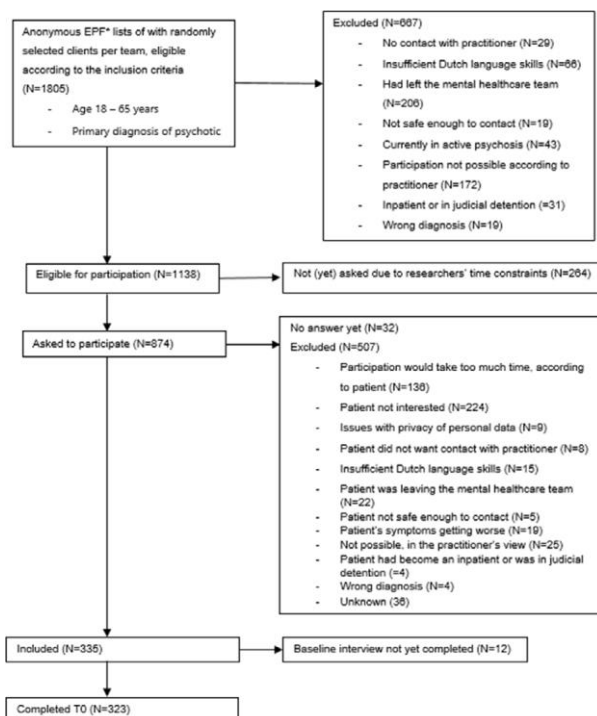 Anonymous EPF* lists of with randomly
selected clients per team, eligible
according to the inclusion criteria
(N=1805)
- Age 18 – 65 years
- Primary diagnosis of psychotic
Excluded (N=667)
- No contact with practitioner (N=29)
- Insufficient Dutch language skills (N=66)
- Had left the mental healthcare team
(N=206)
- Not safe enough to contact (N=19)
- Currently in active psychosis (N=43)
- Participation not possible according to
practitioner (N=172)
- Inpatient or in judicial detention (=31)
- Wrong diagnosis (N=19)
Eligible for participation (N=1138)
Not (yet) asked due to researchers' time constraints (N=264)
Asked to participate (N=874)
No answer yet (N=32)
Excluded (N=507)
- Participation would take too much time, according
to patient (N=136)
- Patient not interested (N=224)
- Issues with privacy of personal data (N=9)
- Patient did not want contact with practitioner (N=8)
- Insufficient Dutch language skills (N=15)
- Patient was leaving the mental healthcare team
(N=22)
- Patient not safe enough to contact (N=5)
- Patient's symptoms getting worse (N=19)
- Not possible, in the practitioner's view (N=25)
- Patient had become an inpatient or was in judicial
detention (=4)
- Wrong diagnosis (N=4)
- Unknown (36)
Included (N=335)
Baseline interview not yet completed (N=12)
Completed T0 (N=323)